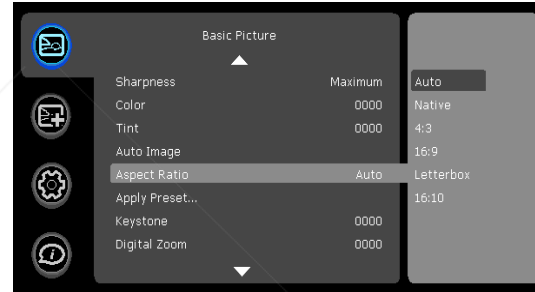 Basic Picture
Sharpness Maximum
Color 0000
Tint 0000
Auto Image
Aspect Ratio Auto
Apply Preset...
Keystone 0000
Digital Zoom 0000
Auto
Native
4:3
16:9
Letterbox
16:10